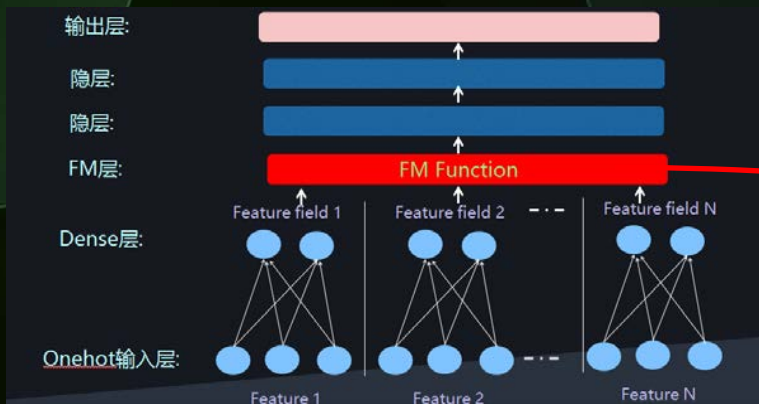 输出层:
隐层:
隐层:
FM层:
FM Function
Feature field 1
Feature field 2
Feature field N
Dense层:
Onehot输入层:
Feature 1
Feature 2
Feature N